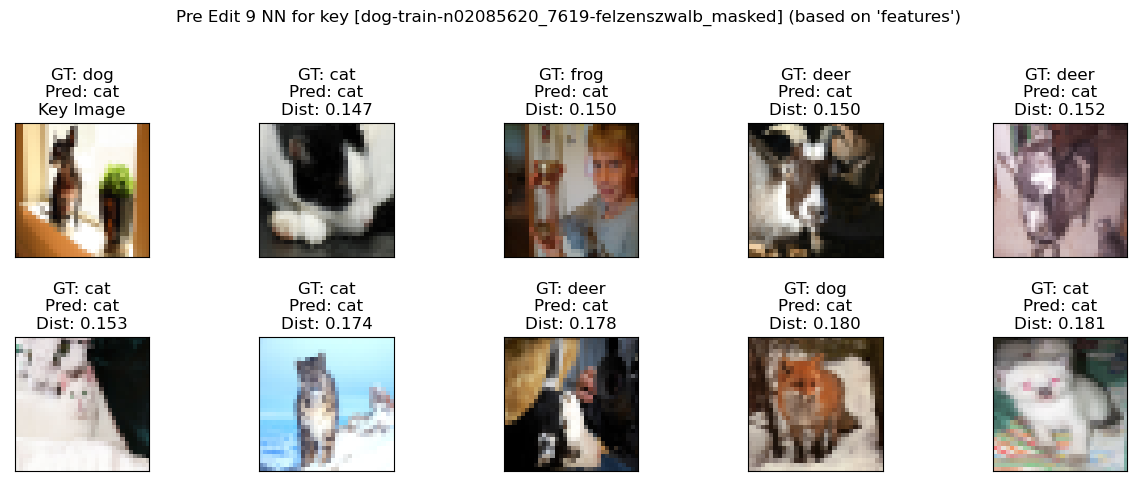 Pre Edit 9 NN for key [dog-train-n02085620_7619-felzenszwalb_masked] (based on 'features')
GT: dog
Pred: cat
Key Image
GT: cat
Pred: cat
Dist: 0.147
GT: frog
Pred: cat
Dist: 0.150
GT: deer
Pred: cat
Dist: 0.150
GT: deer
Pred: cat
Dist: 0.152
GT: cat
Pred: cat
Dist: 0.153
GT: cat
Pred: cat
Dist: 0.174
GT: deer
Pred: cat
Dist: 0.178
GT: dog
Pred: cat
Dist: 0.180
GT: cat
Pred: cat
Dist: 0.181